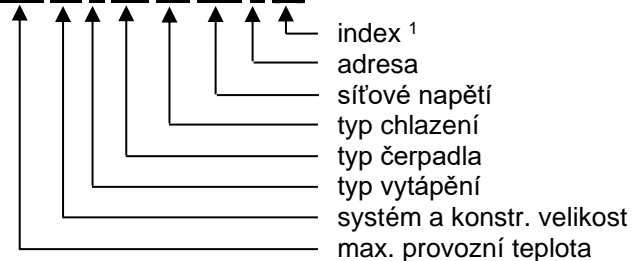 index ¹
adresa
síťové napětí
typ chlazení
typ čerpadla
typ vytápění
systém a konstr. velikost
max. provozní teplota